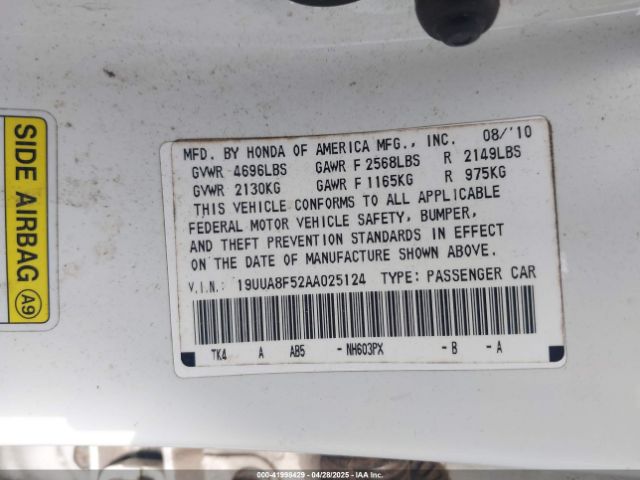 SIDE AIRBAG A9
MFD. BY HONDA OF AMERICA MFG., INC. 08/'10
GVWR 4696LBS GAWR F 2568LBS R 2149LBS
GVWR 2130KG GAWR F 1165KG R 975KG
THIS VEHICLE CONFORMS TO ALL APPLICABLE
FEDERAL MOTOR VEHICLE SAFETY, BUMPER,
AND THEFT PREVENTION STANDARDS IN EFFECT
ON THE DATE OF MANUFACTURE SHOWN ABOVE.
V.I.N.: 19UUA8F52AA025124 TYPE: PASSENGER CAR
TK4 A AB5 - NH603PX - B - A
000-41998429 - 04/28/2025 - IAA Inc.